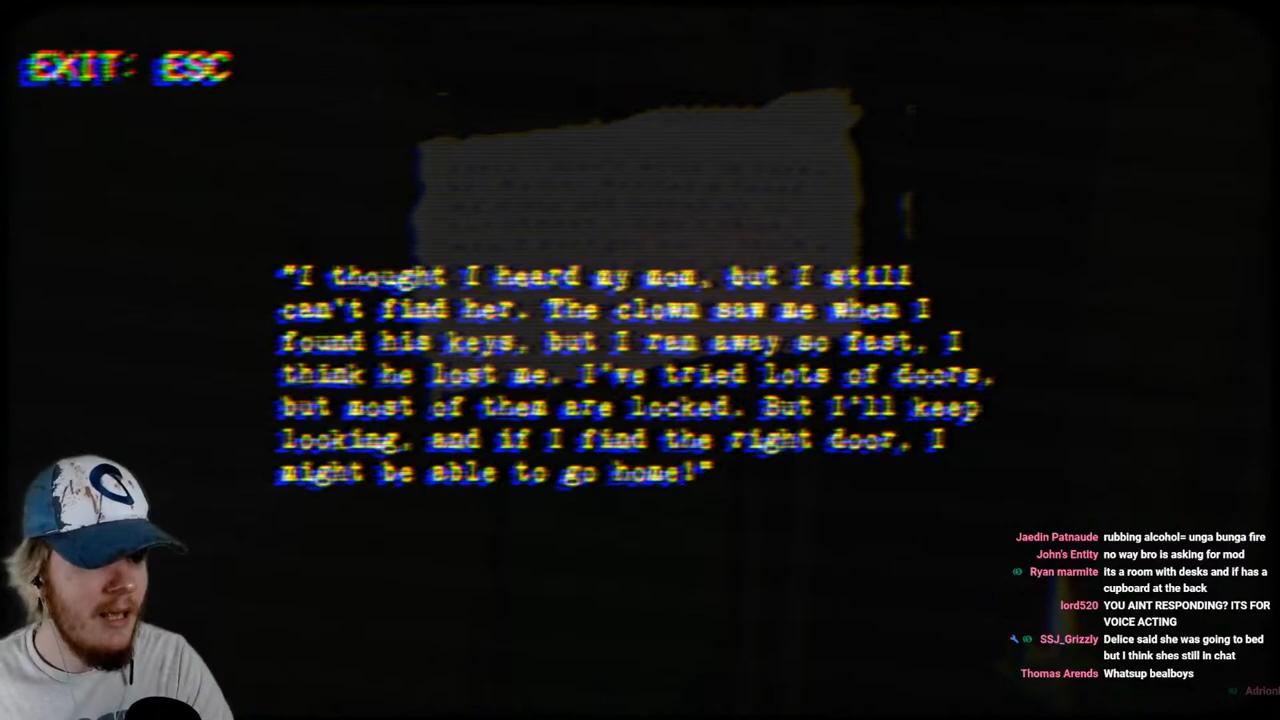 EXIT: ESC
"I thought I heard my mom, but I still
can't find her. The clown saw me when I
found his keys, but I ran away so fast, I
think he lost me. I've tried lots of doors,
but most of them are locked. But I'll keep
looking, and if I find the right door, I
might be able to go home!"
Jaedin Patnaude rubbing alcohol= unga bunga fire
John's Entity no way bro is asking for mod
Ryan marmite its a room with desks and if has a
cupboard at the back
lord520 YOU AINT RESPONDING? ITS FOR
VOICE ACTING
SSJ_Grizzly Delice said she was going to bed
but I think shes still in chat
Thomas Arends Whatsup bealboys